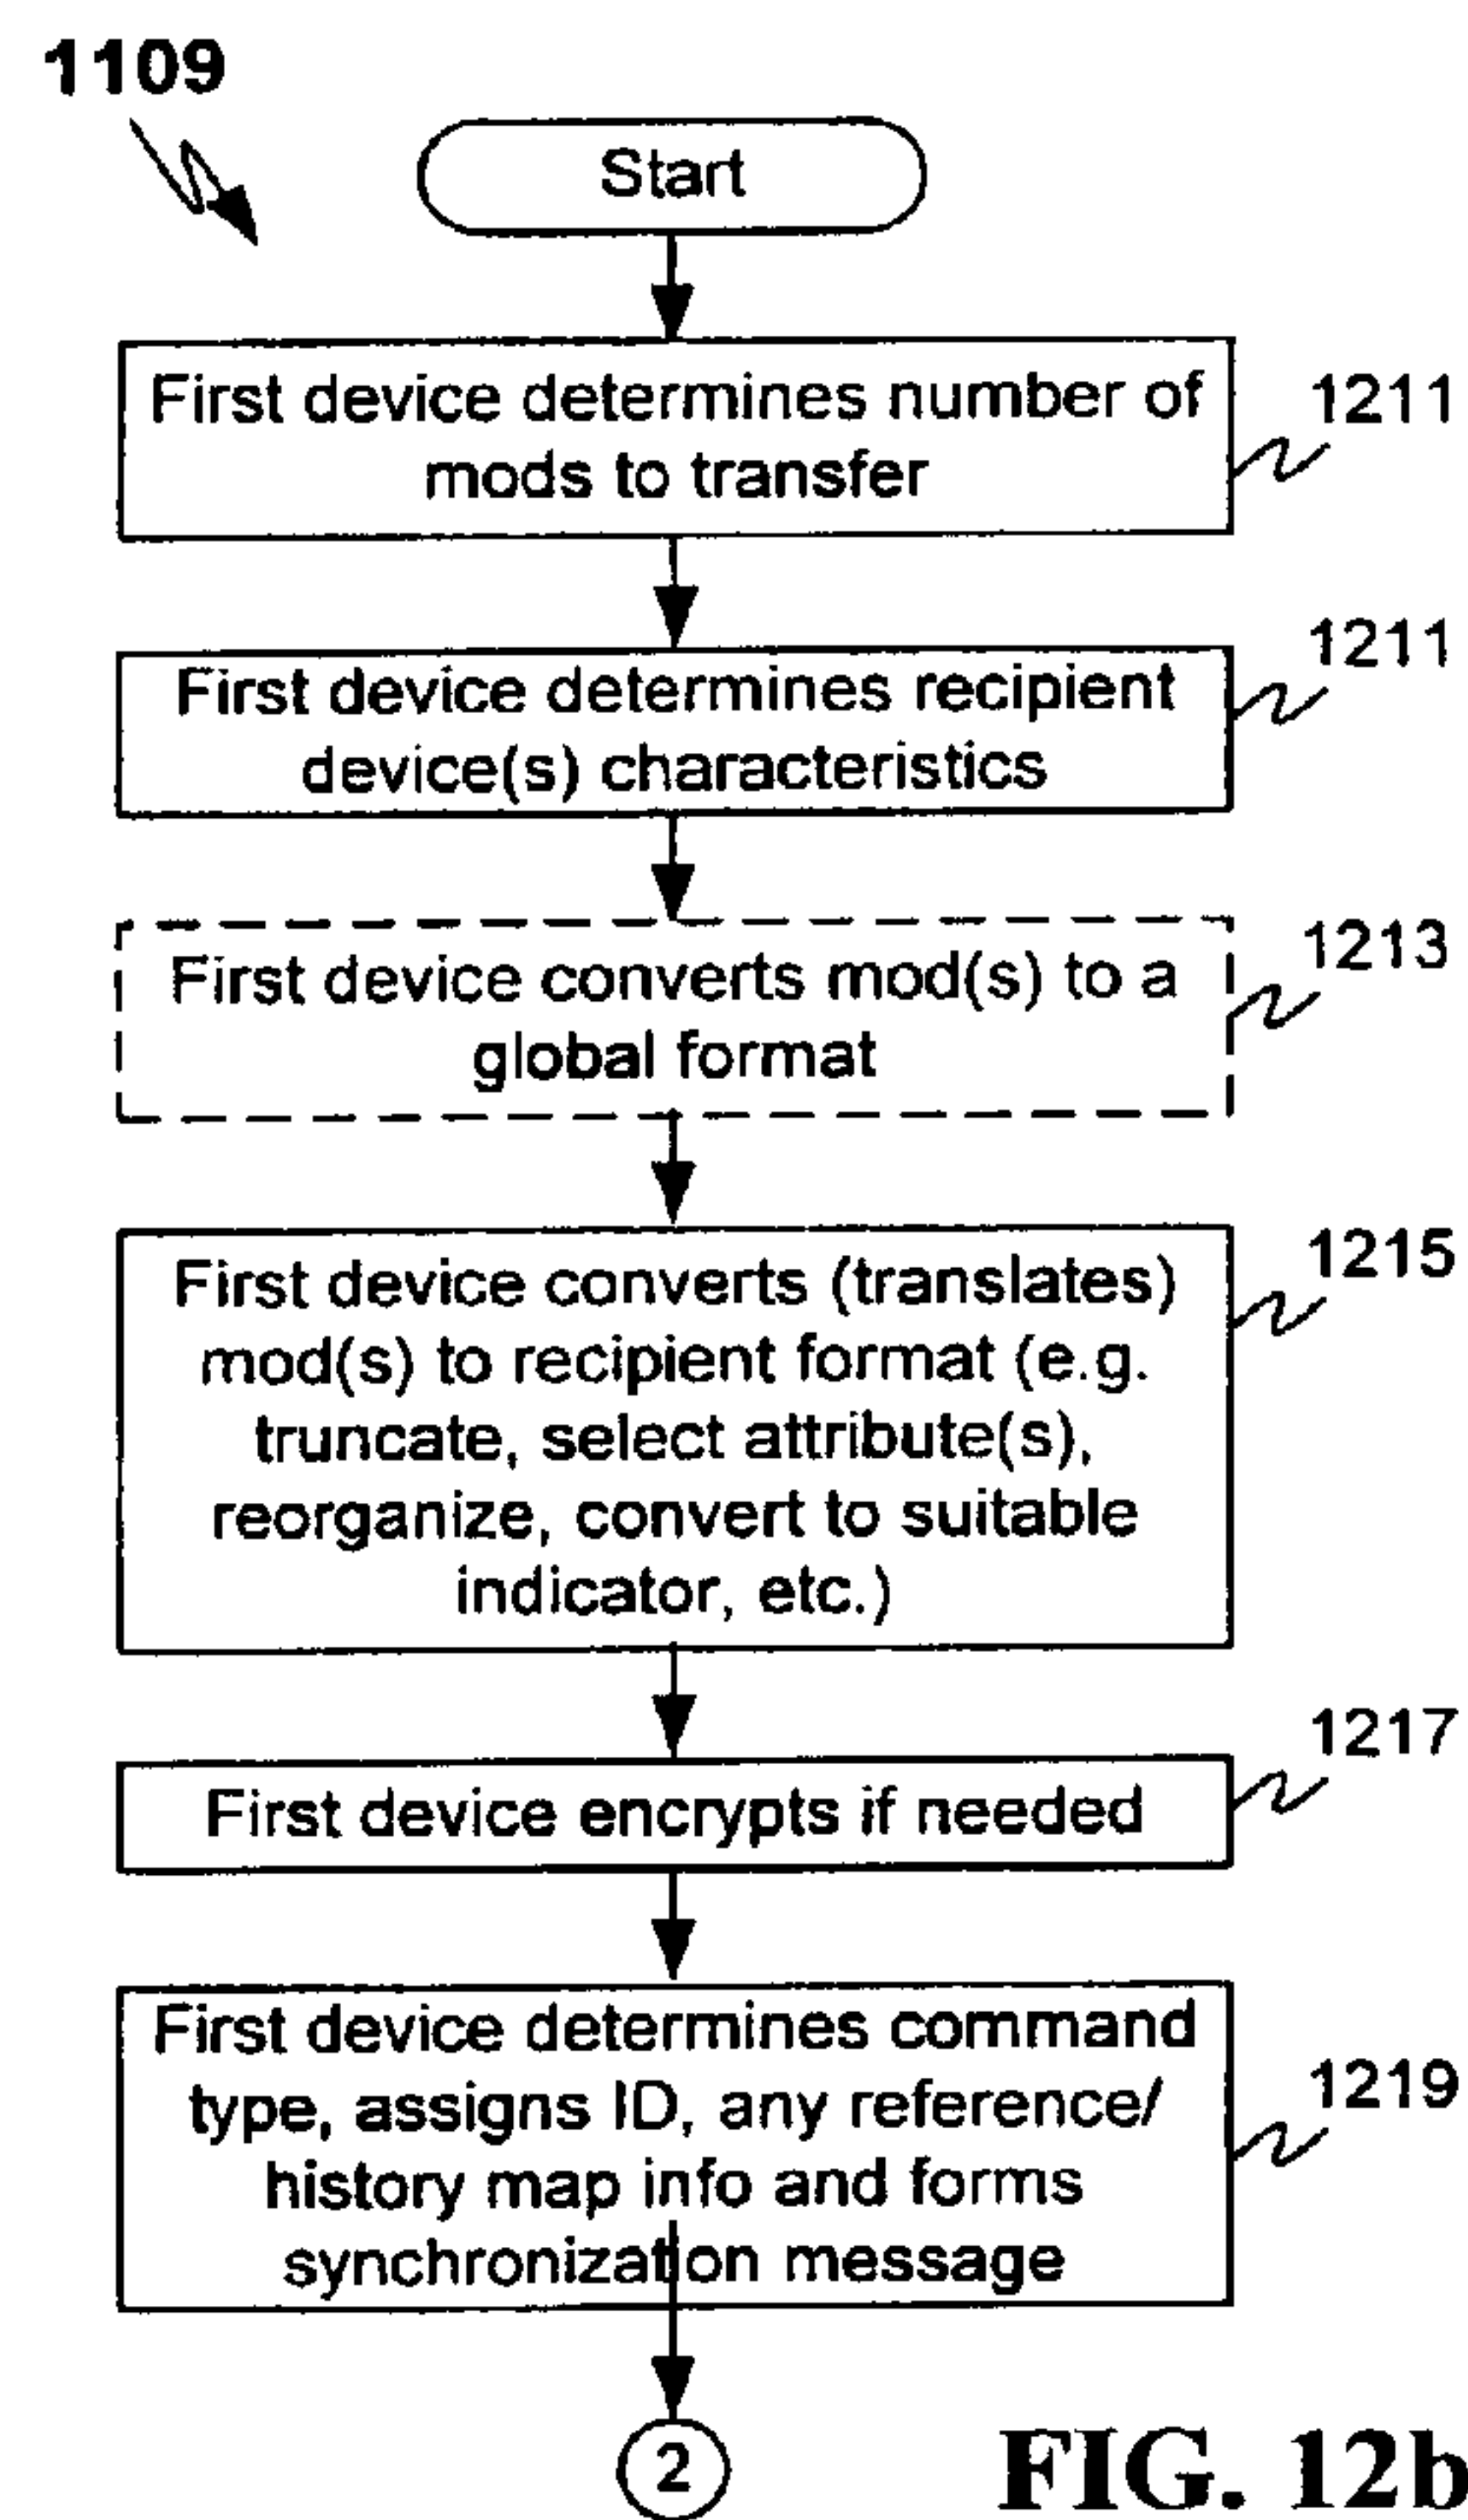 1109
Start
First device determines number of
mods to transfer
1211
First device determines recipient
device(s) characteristics
1211
First device converts mod(s) to a
global format
1213
First device converts (translates)
mod(s) to recipient format (e.g.
truncate, select attribute(s),
reorganize, convert to suitable
indicator, etc.)
1215
First device encrypts if needed
1217
First device determines command
type, assigns ID, any reference/
history map info and forms
synchronization message
1219
2
FIG. 12b